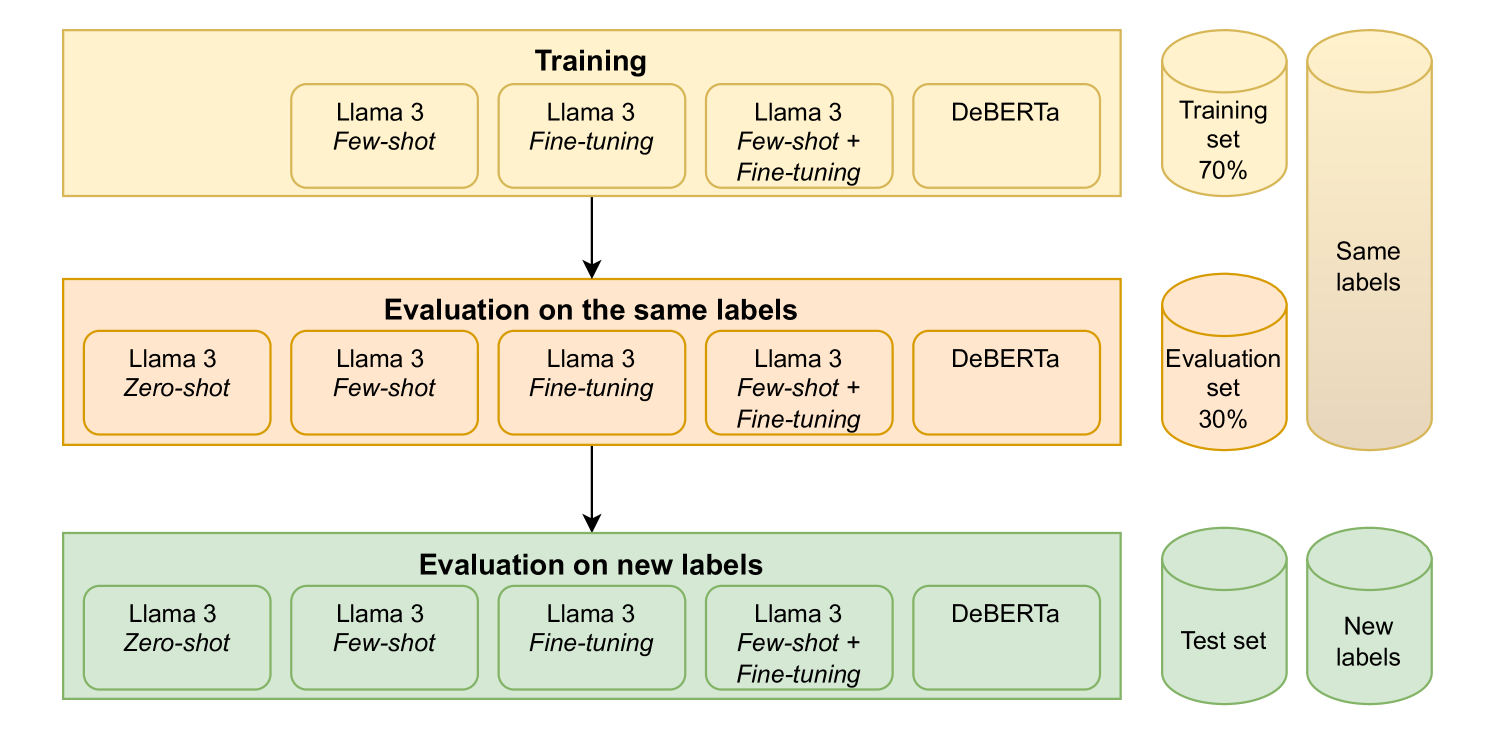 Training
Llama 3
Few-shot
Llama 3
Fine-tuning
Llama 3
Few-shot +
Fine-tuning
DeBERTa
Training
set
70%
Same
labels
Evaluation on the same labels
Llama 3
Zero-shot
Llama 3
Few-shot
Llama 3
Fine-tuning
Llama 3
Few-shot +
Fine-tuning
DeBERTa
Evaluation
set
30%
Evaluation on new labels
Llama 3
Zero-shot
Llama 3
Few-shot
Llama 3
Fine-tuning
Llama 3
Few-shot +
Fine-tuning
DeBERTa
Test set
New
labels